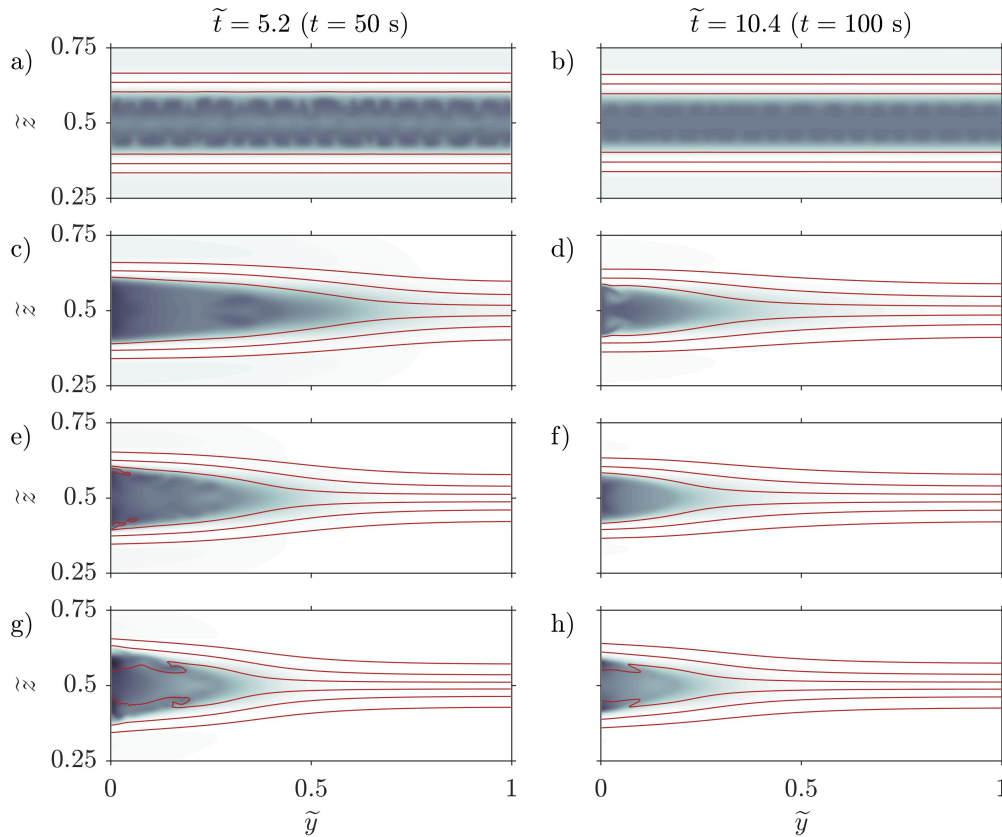 t̃ = 5.2 (t = 50 s)
t̃ = 10.4 (t = 100 s)
a)
0.75
z̃
0.5
0.25
b)
c)
0.75
z̃
0.5
0.25
d)
e)
0.75
z̃
0.5
0.25
f)
g)
0.75
z̃
0.5
0.25
0
0.5
1
ỹ
h)
0
0.5
1
ỹ